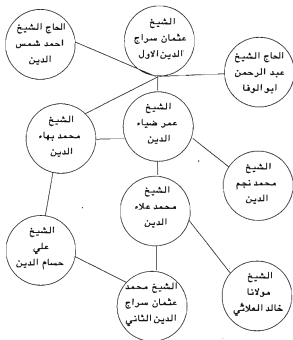 الشيخ
عثمان سراج
الدين الاول
الحاج الشيخ
احمد شمس
الدين
الحاج الشيخ
عبد الرحمن
ابو الوفا
الشيخ
عمر ضياء
الدين
الشيخ
محمد بهاء
الدين
الشيخ
محمد نجم
الدين
الشيخ
محمد علاء
الدين
الشيخ
علي
حسام الدين
الشيخ
مولانا
خالد العلاثي
الشيخ محمد
عثمان سراج
الدين الثاني